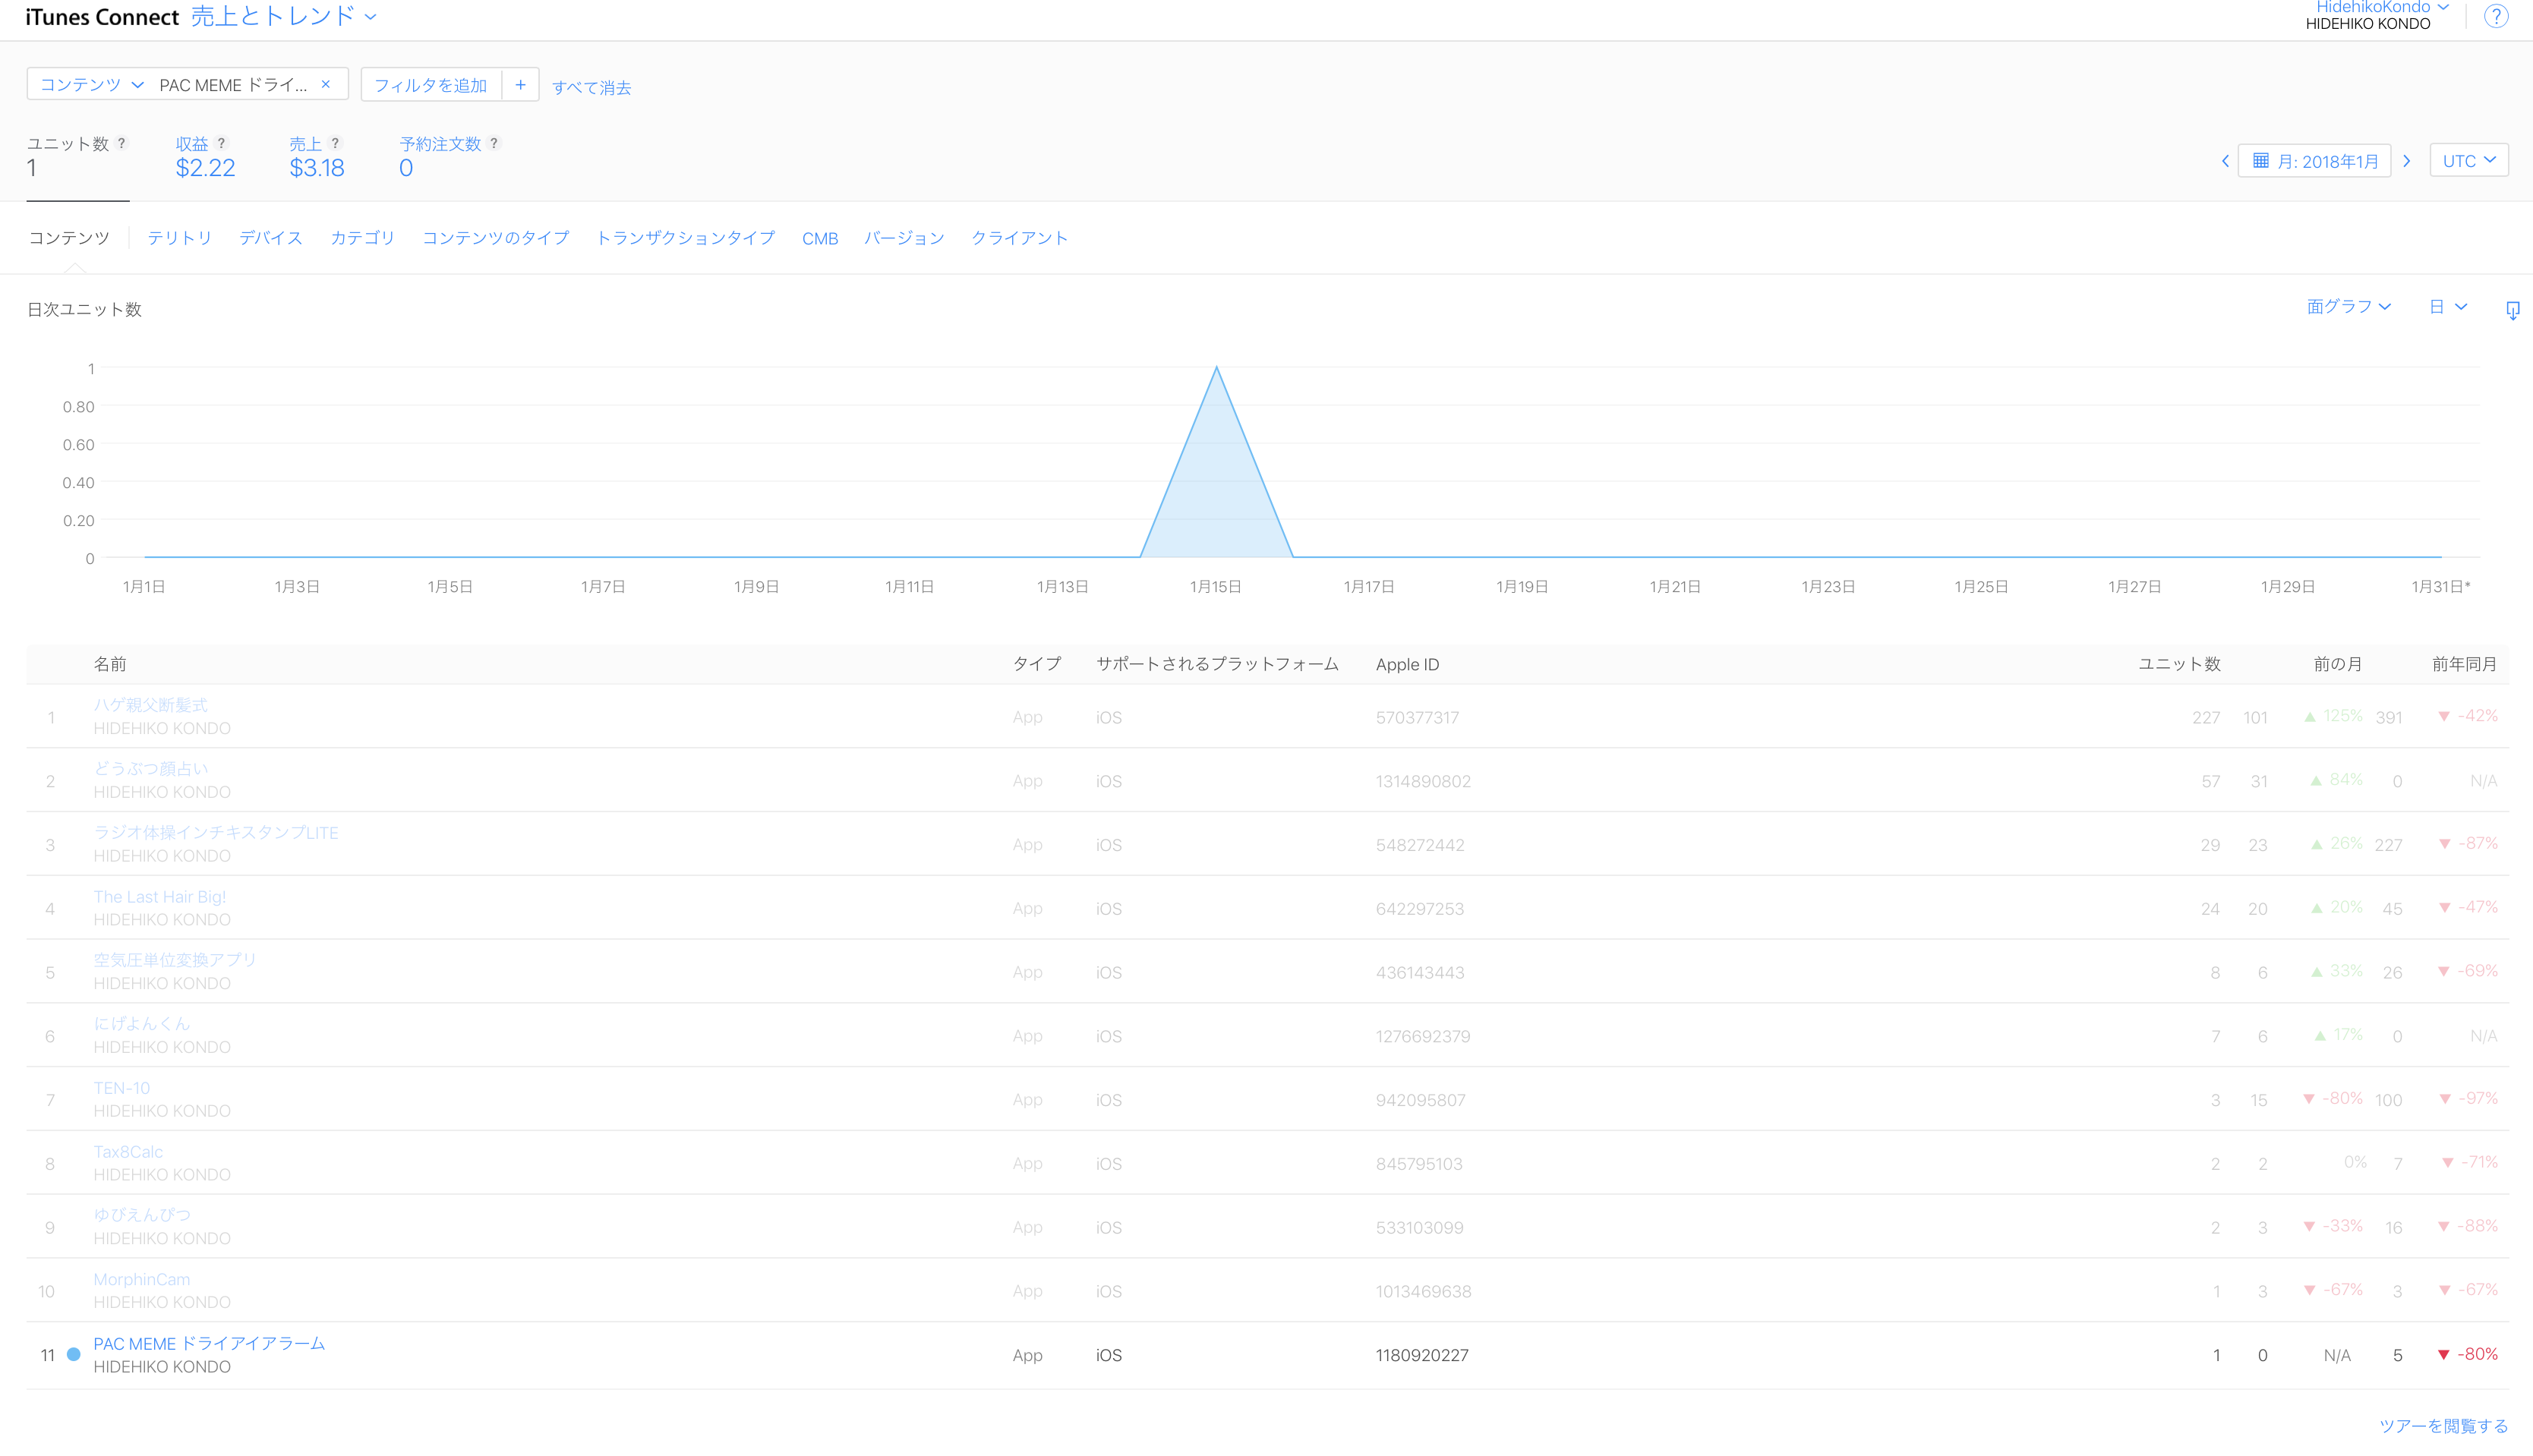 iTunes Connect 売上とトレンド
HidehikoKondo
HIDEHIKO KONDO
?
コンテンツ PAC MEME ドライ... ×
フィルタを追加 +
すべて消去
ユニット数 ?
1
収益 ?
$2.22
売上 ?
$3.18
予約注文数 ?
0
月: 2018年1月
UTC
コンテンツ テリトリ デバイス カテゴリ コンテンツのタイプ トランザクションタイプ CMB バージョン クライアント
日次ユニット数
面グラフ 日
1
0.80
0.60
0.40
0.20
0
1月1日 1月3日 1月5日 1月7日 1月9日 1月11日 1月13日 1月15日 1月17日 1月19日 1月21日 1月23日 1月25日 1月27日 1月29日 1月31日*
名前 タイプ サポートされるプラットフォーム Apple ID ユニット数 前の月 前年同月
ハゲ親父断髪式
1 App iOS 570377317 227 101 ▲ 125% 391 ▼ -42%
HIDEHIKO KONDO
どうぶつ顔占い
2 App iOS 1314890802 57 31 ▲ 84% 0 N/A
HIDEHIKO KONDO
ラジオ体操インチキスタンプLITE
3 App iOS 548272442 29 23 ▲ 26% 227 ▼ -87%
HIDEHIKO KONDO
The Last Hair Big!
4 App iOS 642297253 24 20 ▲ 20% 45 ▼ -47%
HIDEHIKO KONDO
空気圧単位変換アプリ
5 App iOS 436143443 8 6 ▲ 33% 26 ▼ -69%
HIDEHIKO KONDO
にげよんくん
6 App iOS 1276692379 7 6 ▲ 17% 0 N/A
HIDEHIKO KONDO
TEN-10
7 App iOS 942095807 3 15 ▼ -80% 100 ▼ -97%
HIDEHIKO KONDO
Tax8Calc
8 App iOS 845795103 2 2 0% 7 ▼ -71%
HIDEHIKO KONDO
ゆびえんぴつ
9 App iOS 533103099 2 3 ▼ -33% 16 ▼ -88%
HIDEHIKO KONDO
MorphinCam
10 App iOS 1013469638 1 3 ▼ -67% 3 ▼ -67%
HIDEHIKO KONDO
PAC MEME ドライアイアラーム
11 App iOS 1180920227 1 0 N/A 5 ▼ -80%
HIDEHIKO KONDO
ツアーを閲覧する